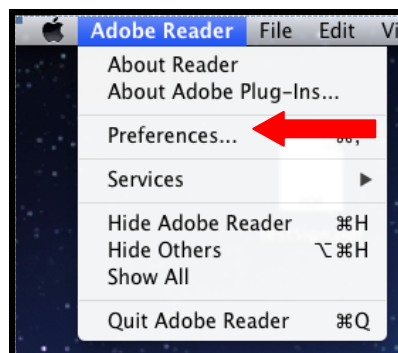 Adobe Reader File Edit
About Reader
About Adobe Plug-Ins...
Preferences... ⌘,
Services
Hide Adobe Reader ⌘H
Hide Others ⌥⌘H
Show All
Quit Adobe Reader ⌘Q